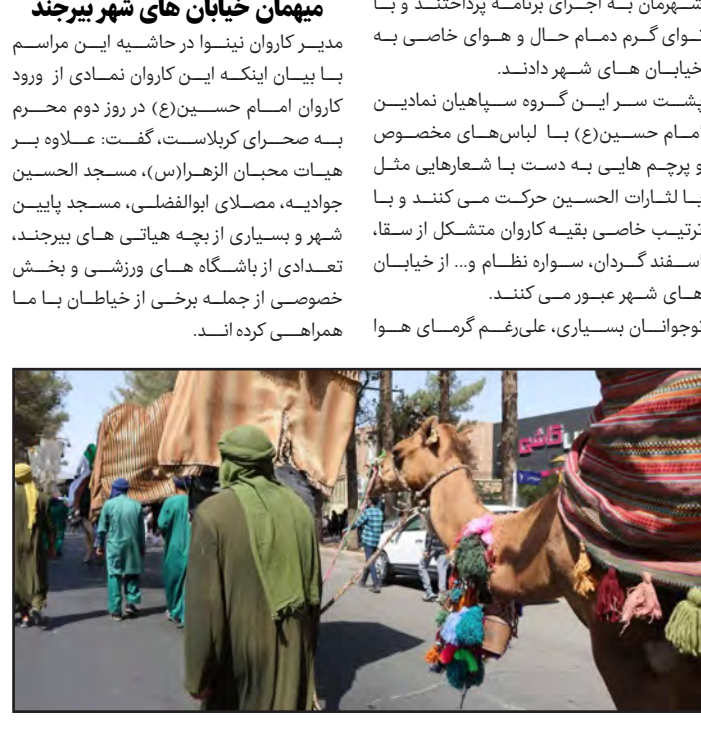 شهرمان به اجرای برنامه پرداختند و با
نوای گرم دمام حال و هوای خاصی به
خیابان های شهر دادند.
پشت سر این گروه سپاهیان نمادین
امام حسین(ع) با لباس‌های مخصوص
و پرچم هایی به دست با شعارهایی مثل
یا لثارات الحسین حرکت می کنند و با
ترتیب خاصی بقیه کاروان متشکل از سقا،
اسفند گردان، سواره نظام و... از خیابان
های شهر عبور می کنند.
نوجوانان بسیاری، علی‌رغم گرمای هوا
میهمان خیابان های شهر بیرجند
مدیر کاروان نینوا در حاشیه این مراسم
با بیان اینکه این کاروان نمادی از ورود
کاروان امام حسین(ع) در روز دوم محرم
به صحرای کربلاست، گفت: علاوه بر
هیات محبان الزهرا(س)، مسجد الحسین
جوادیه، مصلای ابوالفضلی، مسجد پایین
شهر و بسیاری از بچه هیاتی های بیرجند،
تعدادی از باشگاه های ورزشی و بخش
خصوصی از جمله برخی از خیاطان با ما
همراهی کرده اند.